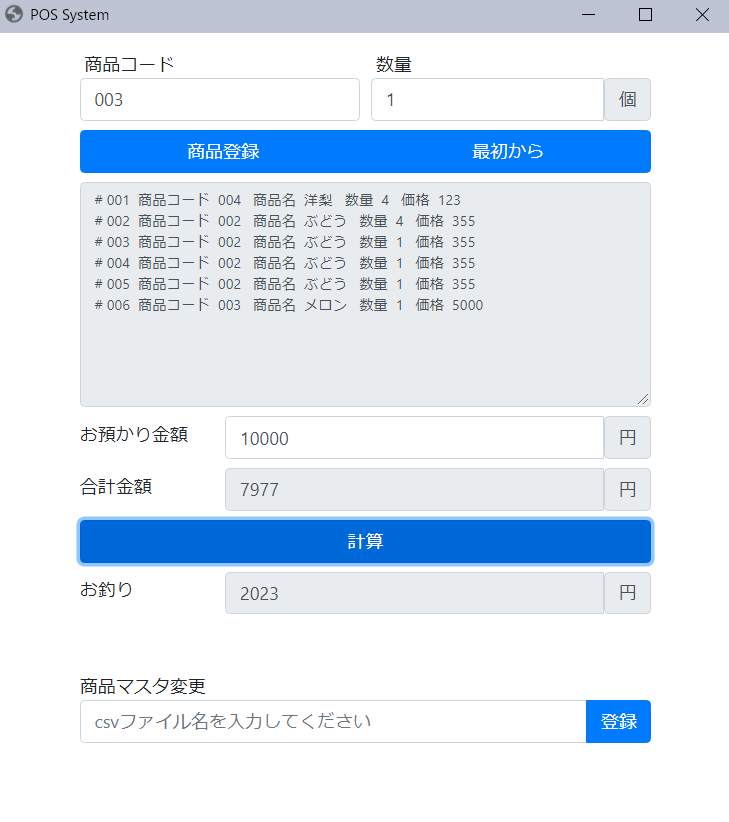 POS System
商品コード 数量
003 1 個
商品登録 最初から
# 001 商品コード 004 商品名 洋梨 数量 4 価格 123
# 002 商品コード 002 商品名 ぶどう 数量 4 価格 355
# 003 商品コード 002 商品名 ぶどう 数量 1 価格 355
# 004 商品コード 002 商品名 ぶどう 数量 1 価格 355
# 005 商品コード 002 商品名 ぶどう 数量 1 価格 355
# 006 商品コード 003 商品名 メロン 数量 1 価格 5000
お預かり金額 10000 円
合計金額 7977 円
計算
お釣り 2023 円
商品マスタ変更
csvファイル名を入力してください 登録